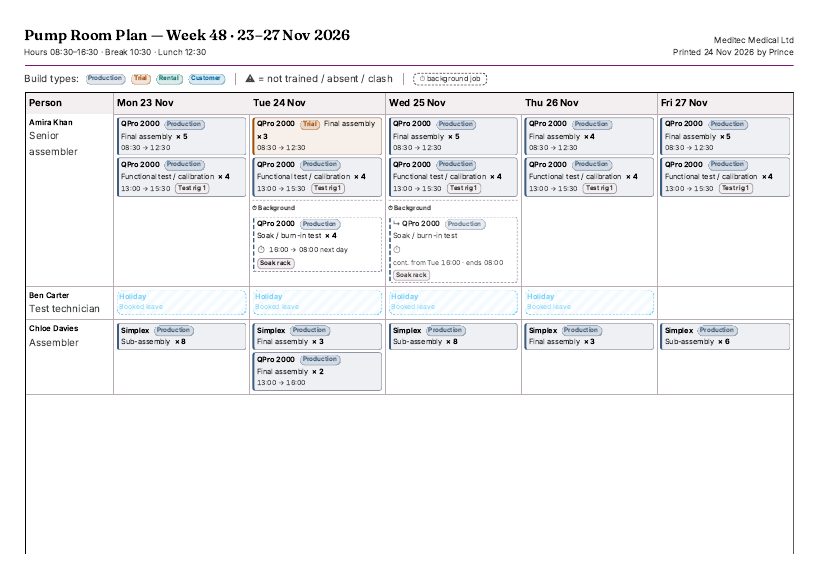 Pump Room Plan — Week 48 · 23–27 Nov 2026
Hours 08:30–16:30 · Break 10:30 · Lunch 12:30
Meditec Medical Ltd
Printed 24 Nov 2026 by Prince
Build types: Production Trial Rental Customer ⚠ = not trained / absent / clash ⏱ background job
Person Mon 23 Nov Tue 24 Nov Wed 25 Nov Thu 26 Nov Fri 27 Nov
Amira Khan
Senior
assembler
QPro 2000 Production
Final assembly × 5
08:30 → 12:30
QPro 2000 Production
Functional test / calibration × 4
13:00 → 15:30 Test rig 1
QPro 2000 Trial Final assembly
× 3
08:30 → 12:30
QPro 2000 Production
Functional test / calibration × 4
13:00 → 15:30 Test rig 1
⏱ Background
QPro 2000 Production
Soak / burn-in test × 4
⏱ 16:00 → 08:00 next day
Soak rack
QPro 2000 Production
Final assembly × 5
08:30 → 12:30
QPro 2000 Production
Functional test / calibration × 4
13:00 → 15:30 Test rig 1
⏱ Background
↪ QPro 2000 Production
Soak / burn-in test
⏱
cont. from Tue 16:00 · ends 08:00
Soak rack
QPro 2000 Production
Final assembly × 4
08:30 → 12:30
QPro 2000 Production
Functional test / calibration × 4
13:00 → 15:30 Test rig 1
QPro 2000 Production
Final assembly × 5
08:30 → 12:30
QPro 2000 Production
Functional test / calibration × 4
13:00 → 15:30 Test rig 1
Ben Carter
Test technician
Holiday
Booked leave
Holiday
Booked leave
Holiday
Booked leave
Holiday
Booked leave
Chloe Davies
Assembler
Simplex Production
Sub-assembly × 8
Simplex Production
Final assembly × 3
QPro 2000 Production
Final assembly × 2
13:00 → 16:00
Simplex Production
Sub-assembly × 8
Simplex Production
Final assembly × 3
Simplex Production
Sub-assembly × 6